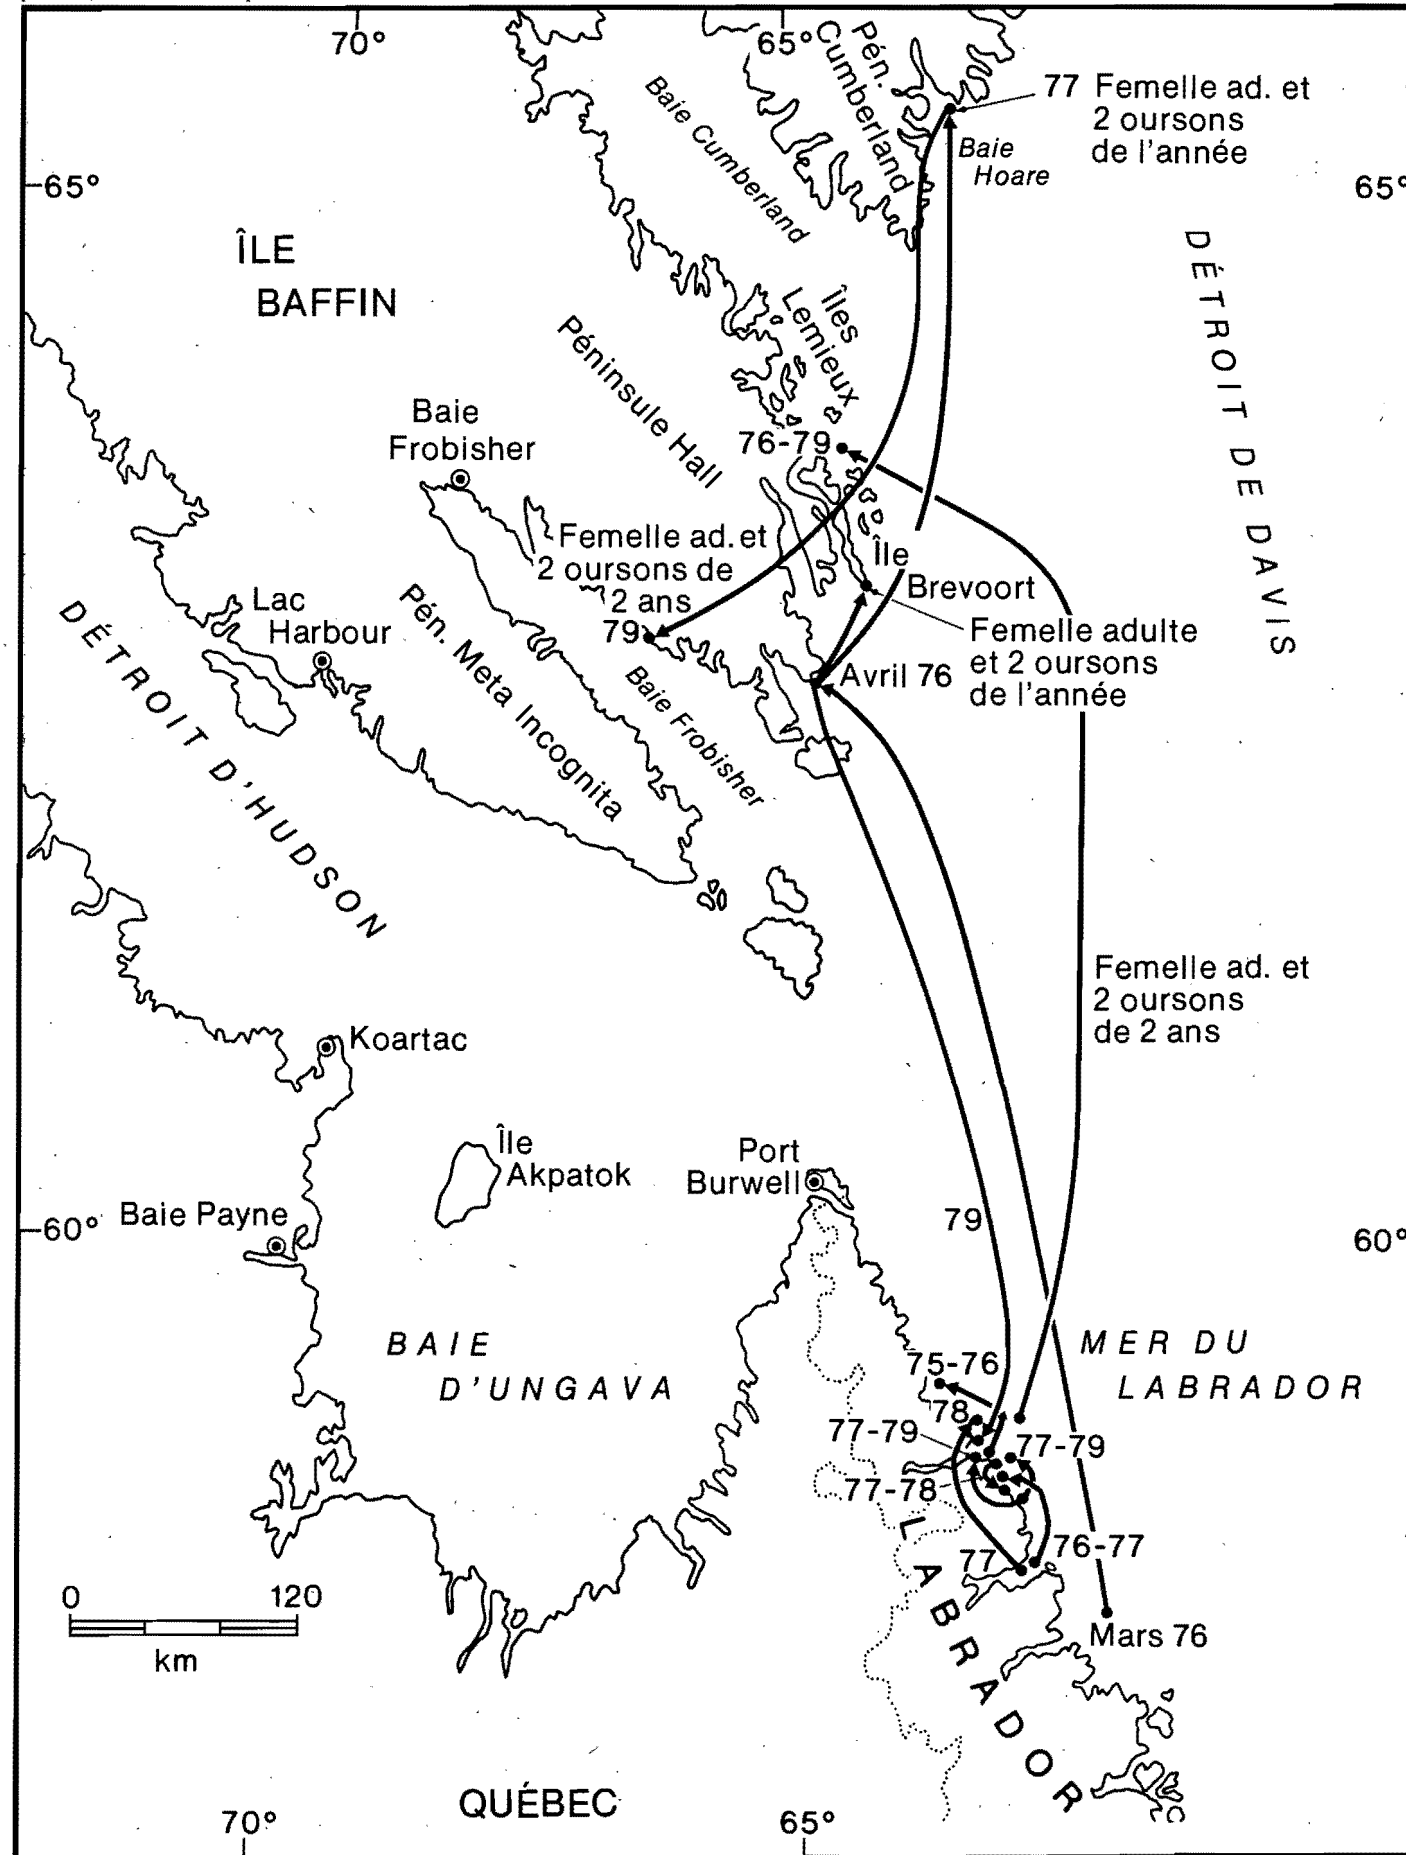 70°
65°
Pén.
Cumberland
77 Femelle ad. et
2 oursons
de l'année
Baie Cumberland
Baie
Hoare
65°
65°
ÎLE
BAFFIN
DÉTROIT DE DAVIS
Îles
Lemieux
Péninsule Hall
Baie
Frobisher
76-79
Femelle ad. et
2 oursons de
2 ans
79
Île
Brevoort
Lac
Harbour
Pén. Meta Incognita
Baie Frobisher
Femelle adulte
et 2 oursons
de l'année
Avril 76
DÉTROIT D'HUDSON
Femelle ad. et
2 oursons
de 2 ans
Koartac
Île
Akpatok
Port
Burwell
Baie Payne
79
60°
60°
BAIE
D'UNGAVA
MER DU
LABRADOR
75-76
78
77-79
77-79
77-78
76-77
77
LABRADOR
Mars 76
0 120
km
QUÉBEC
70°
65°